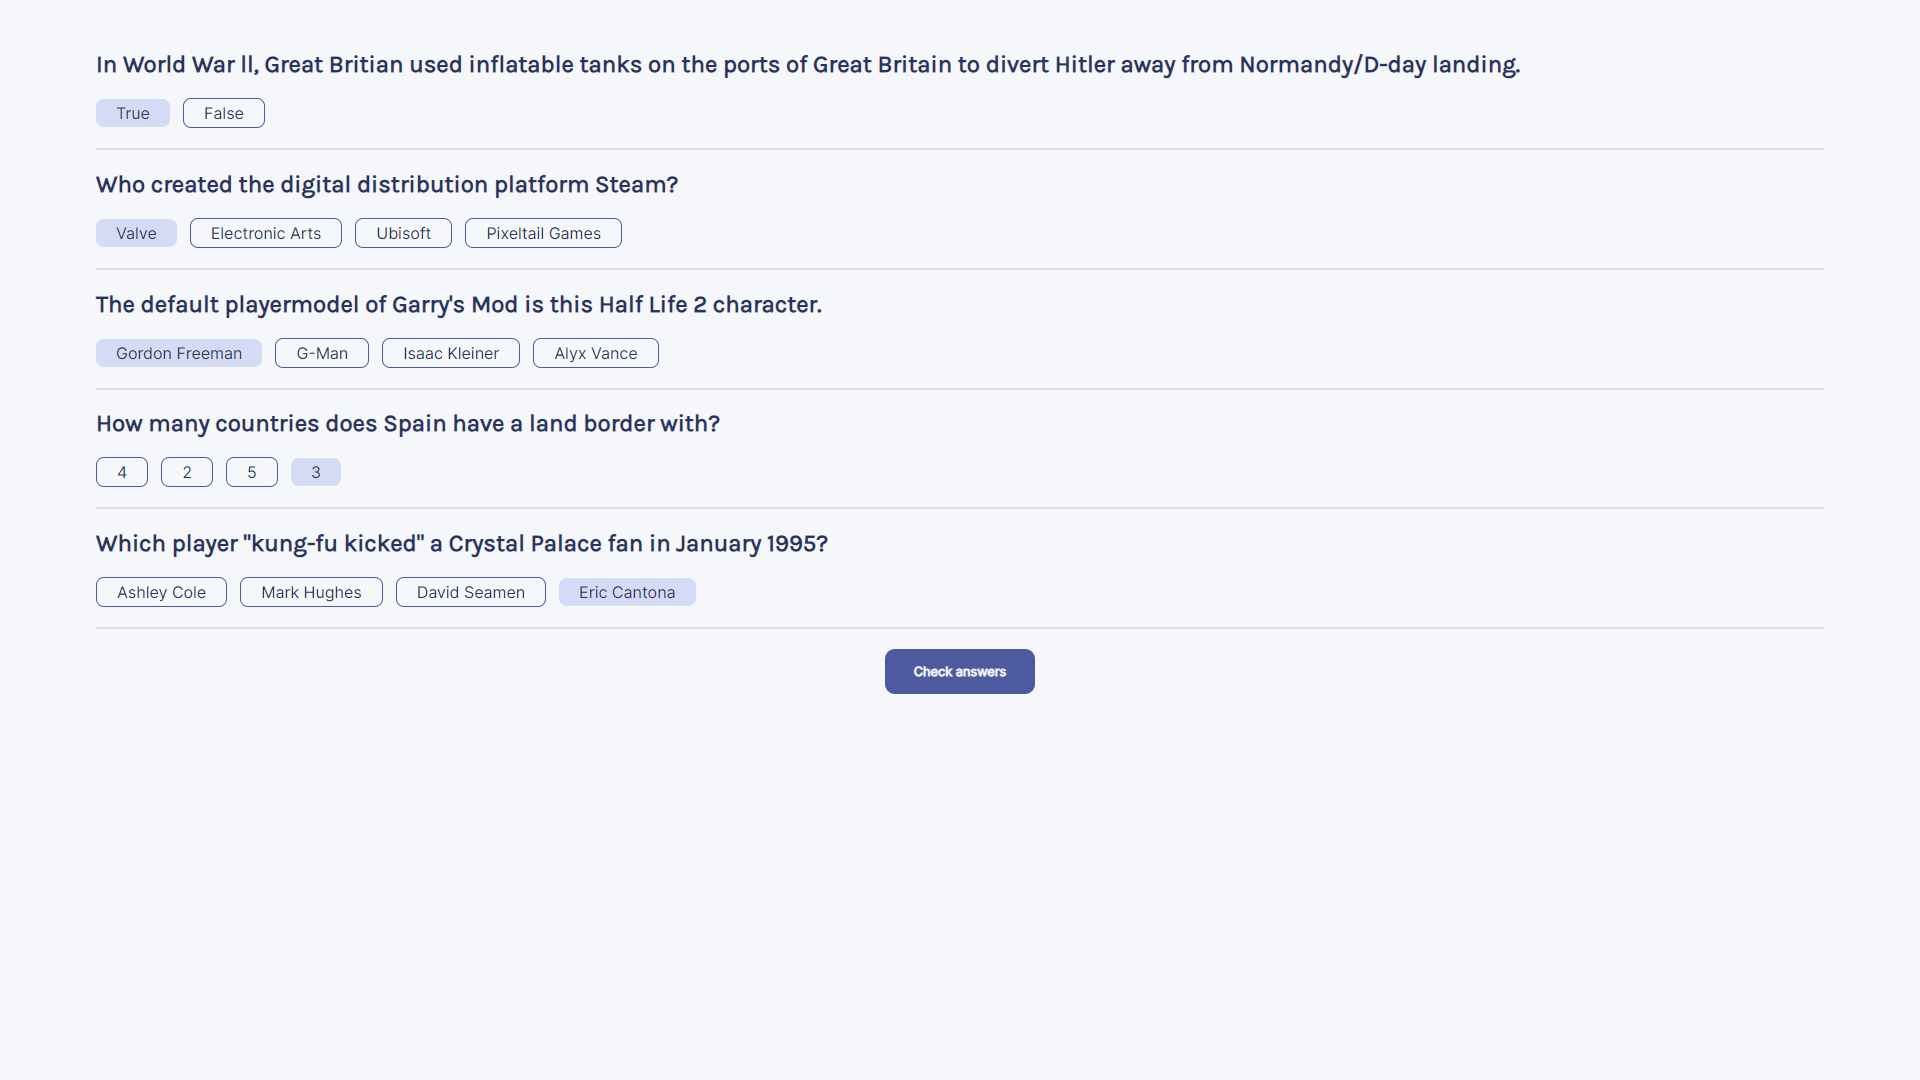 In World War ll, Great Britian used inflatable tanks on the ports of Great Britain to divert Hitler away from Normandy/D-day landing.
True False
Who created the digital distribution platform Steam?
Valve Electronic Arts Ubisoft Pixeltail Games
The default playermodel of Garry's Mod is this Half Life 2 character.
Gordon Freeman G-Man Isaac Kleiner Alyx Vance
How many countries does Spain have a land border with?
4 2 5 3
Which player "kung-fu kicked" a Crystal Palace fan in January 1995?
Ashley Cole Mark Hughes David Seamen Eric Cantona
Check answers